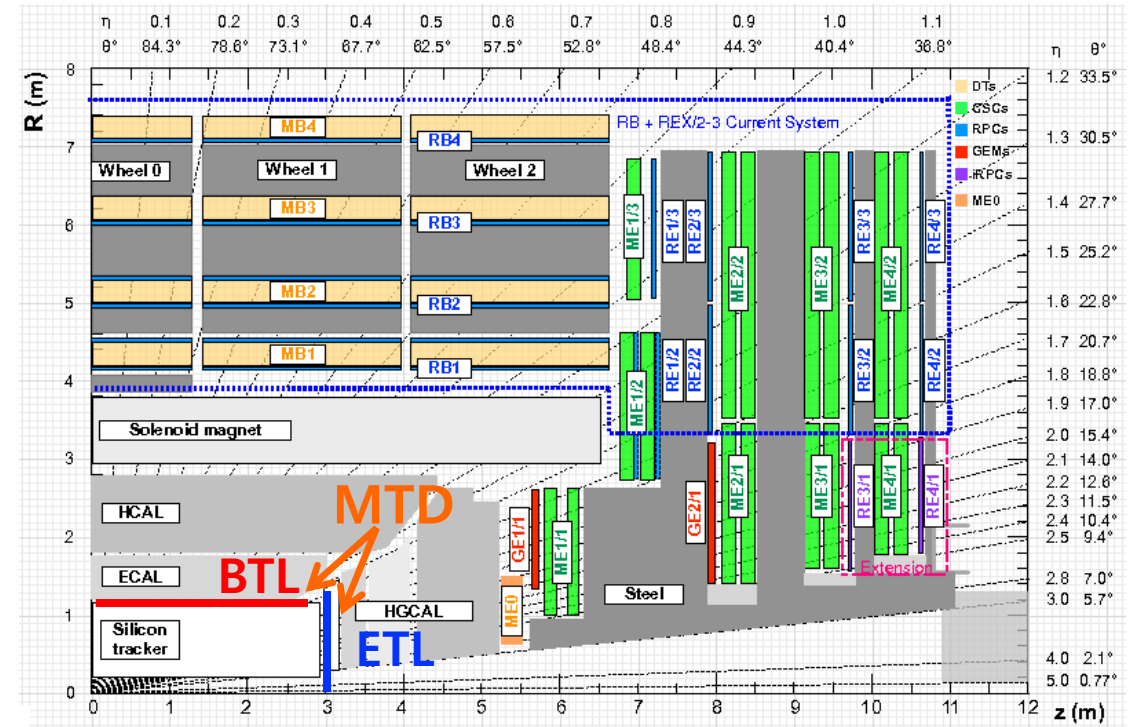 η 0.1 0.2 0.3 0.4 0.5 0.6 0.7 0.8 0.9 1.0 1.1
θ° 84.3° 78.6° 73.1° 67.7° 62.5° 57.5° 52.8° 48.4° 44.3° 40.4° 36.8° η θ°
R (m)
8
7
6
5
4
3
2
1
0
1.2 33.5°
1.3 30.5°
1.4 27.7°
1.5 25.2°
1.6 22.8°
1.7 20.7°
1.8 18.8°
1.9 17.0°
2.0 15.4°
2.1 14.0°
2.2 12.8°
2.3 11.5°
2.4 10.4°
2.5 9.4°
2.8 7.0°
3.0 5.7°
4.0 2.1°
5.0 0.77°
DTs
CSCs
RPCs
GEMs
iRPCs
ME0
RB + REX/2-3 Current System
MB4
RB4
Wheel 0
Wheel 1
Wheel 2
MB3
RB3
MB2
RB2
MB1
RB1
ME1/3
RE1/3
RE2/3
ME2/2
ME3/2
RE3/3
ME4/2
RE4/3
ME1/2
RE1/2
RE2/2
RE3/2
RE4/2
Solenoid magnet
HCAL
MTD
ECAL
BTL
Silicon
tracker
ETL
HGCAL
ME0
GE1/1
ME1/1
Steel
GE2/1
ME2/1
ME3/1
RE3/1
ME4/1
RE4/1
Extension
0 1 2 3 4 5 6 7 8 9 10 11 12
z (m)